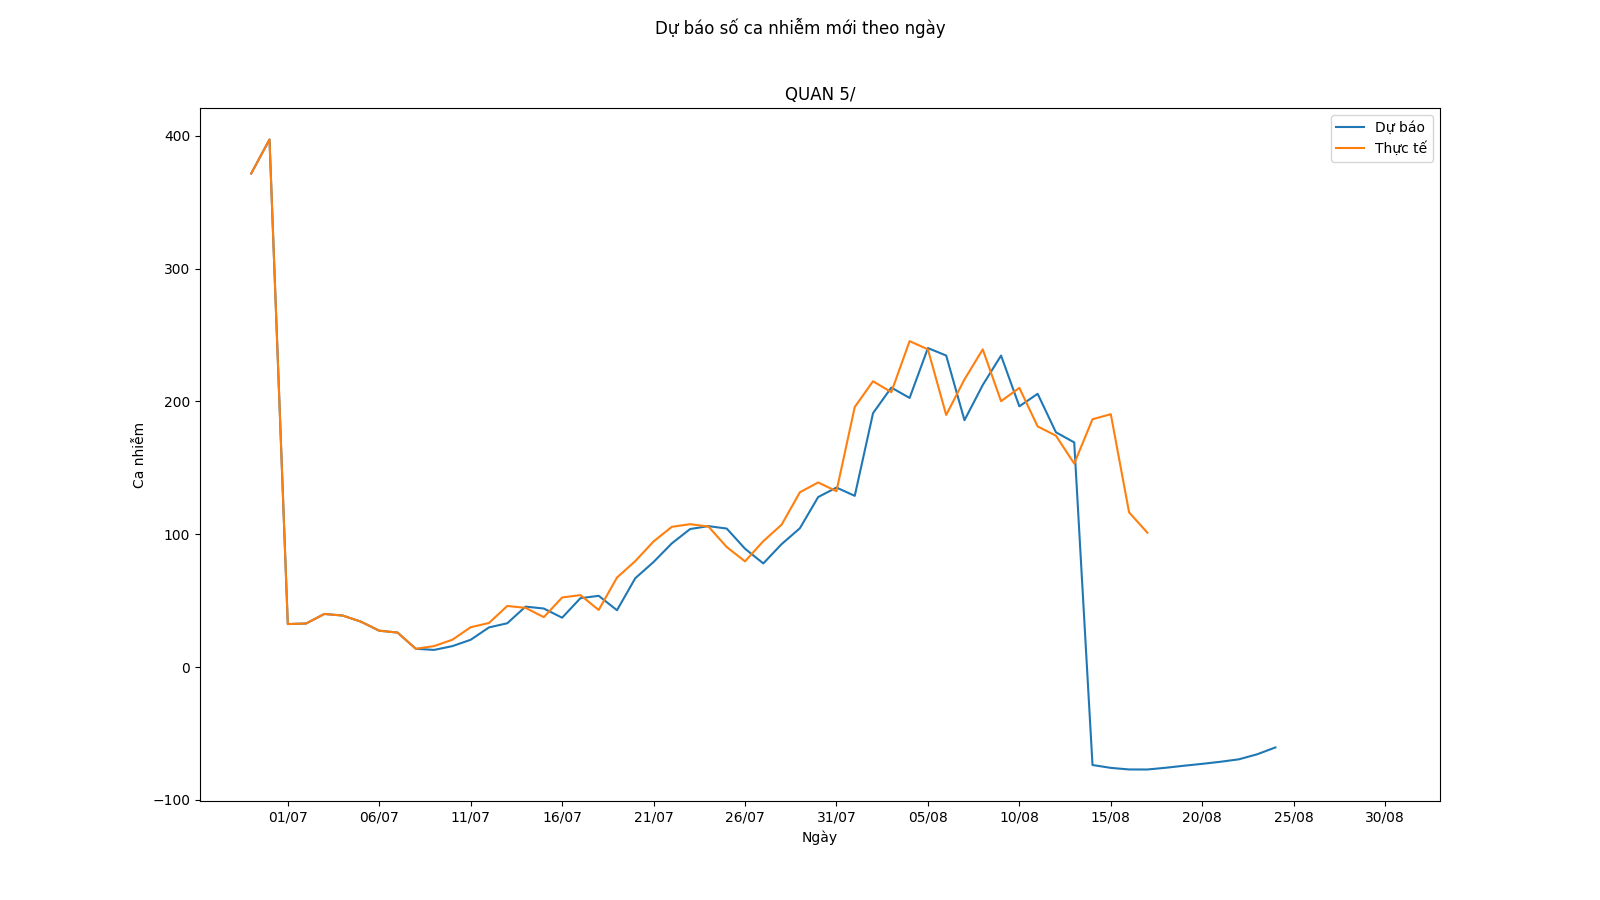 Dự báo số ca nhiễm mới theo ngày
QUAN 5/
Dự báo
Thực tế
400
300
200
100
0
−100
Ca nhiễm
01/07 06/07 11/07 16/07 21/07 26/07 31/07 05/08 10/08 15/08 20/08 25/08 30/08
Ngày